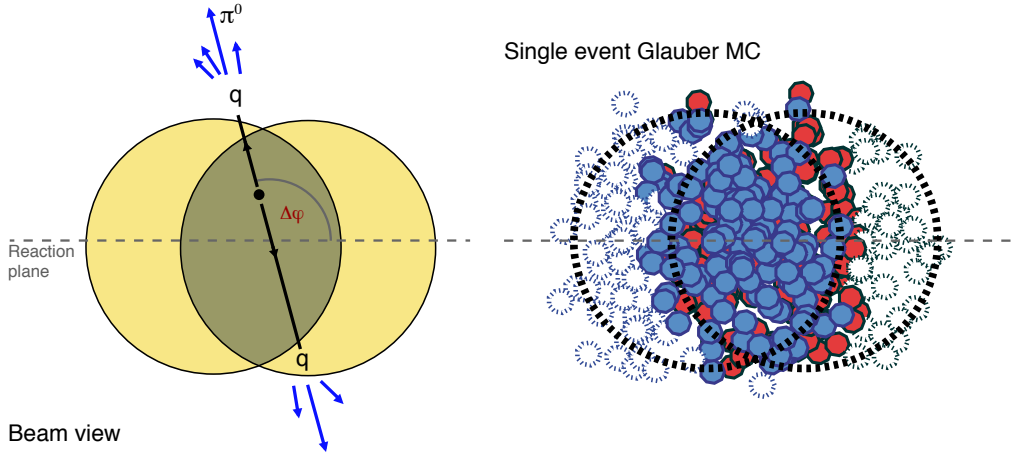 π⁰
q
Δφ
Reaction
plane
q
Beam view
Single event Glauber MC